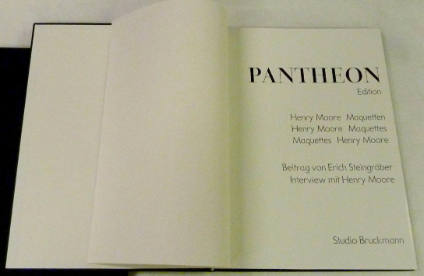 PANTHEON
Edition
Henry Moore Maquetten
Henry Moore Maquettes
Maquettes Henry Moore
Beitrag von Erich Steingräber
Interview mit Henry Moore
Studio Bruckmann